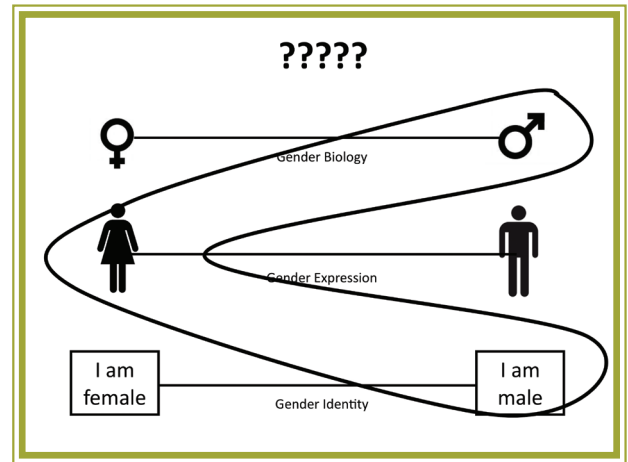 ?????
Gender Biology
Gender Expression
I am
female
Gender Identity
I am
male